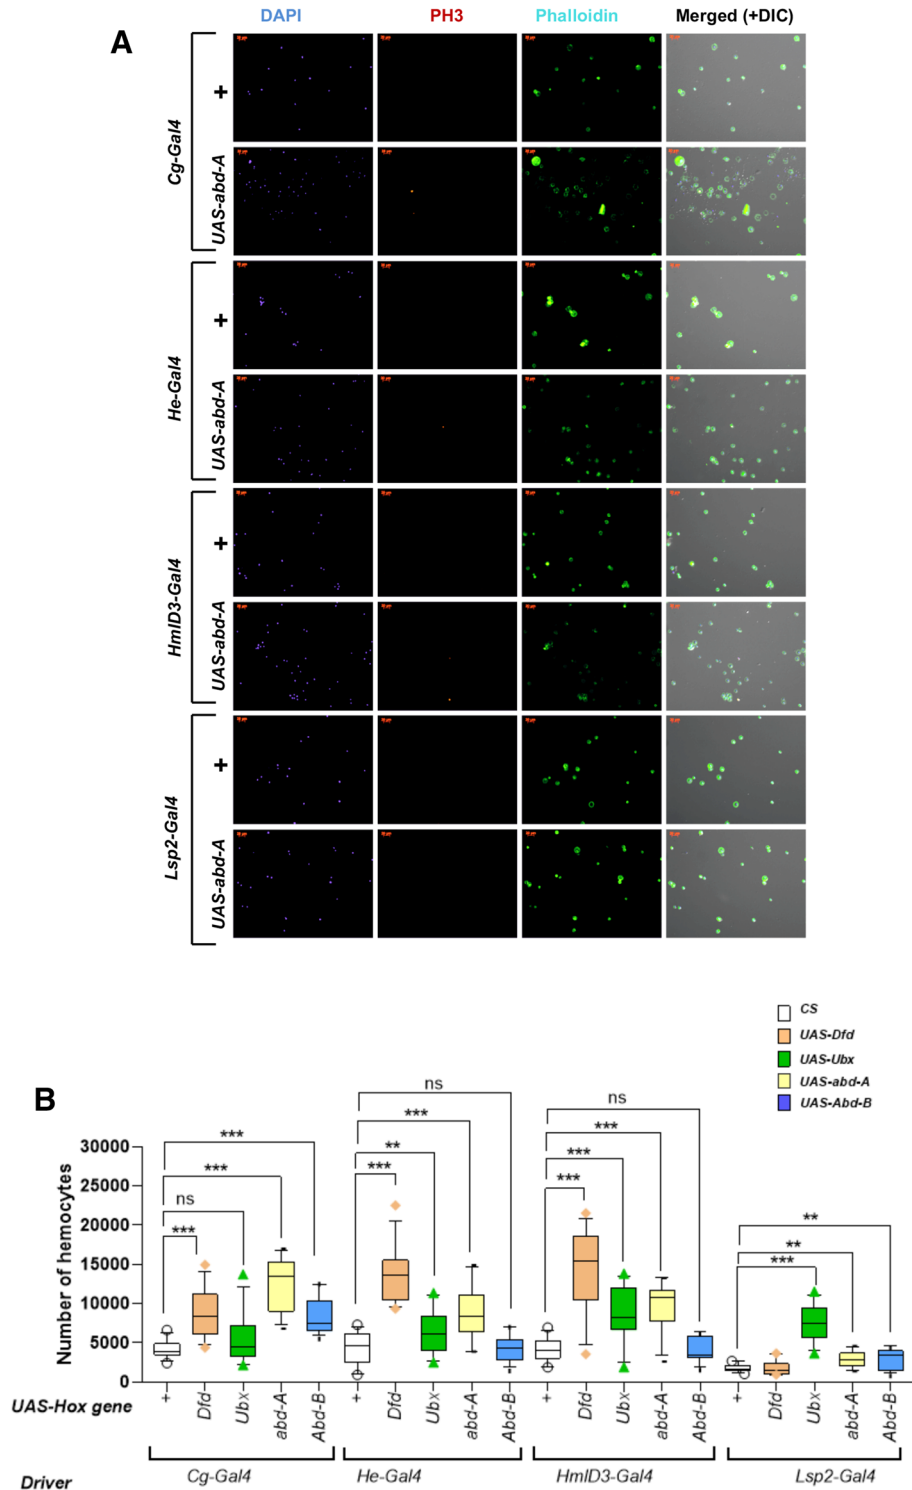 DAPI PH3 Phalloidin Merged (+DIC)
A
Cg-Gal4
+
UAS-abd-A
He-Gal4
+
UAS-abd-A
HmlD3-Gal4
+
UAS-abd-A
Lsp2-Gal4
+
UAS-abd-A
CS
UAS-Dfd
UAS-Ubx
UAS-abd-A
UAS-Abd-B
B
Number of hemocytes
30000
25000
20000
15000
10000
5000
0
*** ns *** ***
*** ** *** ns
*** *** *** ns
*** ** **
UAS-Hox gene + Dfd Ubx abd-A Abd-B + Dfd Ubx abd-A Abd-B + Dfd Ubx abd-A Abd-B + Dfd Ubx abd-A Abd-B
Driver Cg-Gal4 He-Gal4 HmlD3-Gal4 Lsp2-Gal4